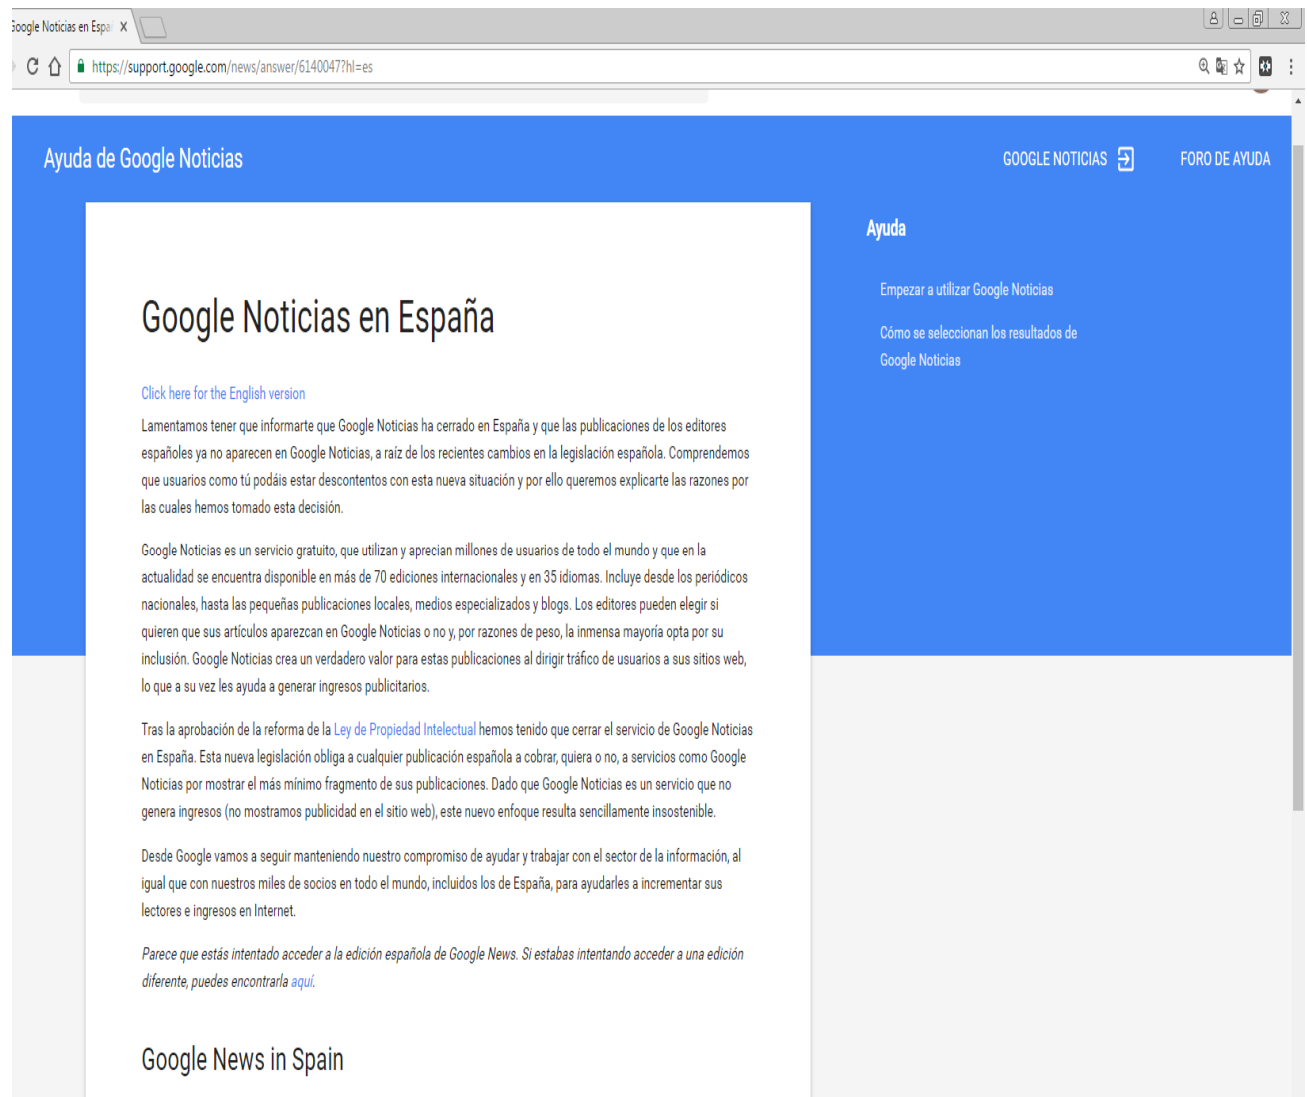 Google Noticias en Espa
https://support.google.com/news/answer/6140047?hl=es
Ayuda de Google Noticias
GOOGLE NOTICIAS
FORO DE AYUDA
Ayuda
Empezar a utilizar Google Noticias
Cómo se seleccionan los resultados de
Google Noticias
Google Noticias en España
Click here for the English version
Lamentamos tener que informarte que Google Noticias ha cerrado en España y que las publicaciones de los editores
españoles ya no aparecen en Google Noticias, a raíz de los recientes cambios en la legislación española. Comprendemos
que usuarios como tú podáis estar descontentos con esta nueva situación y por ello queremos explicarte las razones por
las cuales hemos tomado esta decisión.
Google Noticias es un servicio gratuito, que utilizan y aprecian millones de usuarios de todo el mundo y que en la
actualidad se encuentra disponible en más de 70 ediciones internacionales y en 35 idiomas. Incluye desde los periódicos
nacionales, hasta las pequeñas publicaciones locales, medios especializados y blogs. Los editores pueden elegir si
quieren que sus artículos aparezcan en Google Noticias o no y, por razones de peso, la inmensa mayoría opta por su
inclusión. Google Noticias crea un verdadero valor para estas publicaciones al dirigir tráfico de usuarios a sus sitios web,
lo que a su vez les ayuda a generar ingresos publicitarios.
Tras la aprobación de la reforma de la Ley de Propiedad Intelectual hemos tenido que cerrar el servicio de Google Noticias
en España. Esta nueva legislación obliga a cualquier publicación española a cobrar, quiera o no, a servicios como Google
Noticias por mostrar el más mínimo fragmento de sus publicaciones. Dado que Google Noticias es un servicio que no
genera ingresos (no mostramos publicidad en el sitio web), este nuevo enfoque resulta sencillamente insostenible.
Desde Google vamos a seguir manteniendo nuestro compromiso de ayudar y trabajar con el sector de la información, al
igual que con nuestros miles de socios en todo el mundo, incluidos los de España, para ayudarles a incrementar sus
lectores e ingresos en Internet.
Parece que estás intentado acceder a la edición española de Google News. Si estabas intentando acceder a una edición
diferente, puedes encontrarla aquí.
Google News in Spain